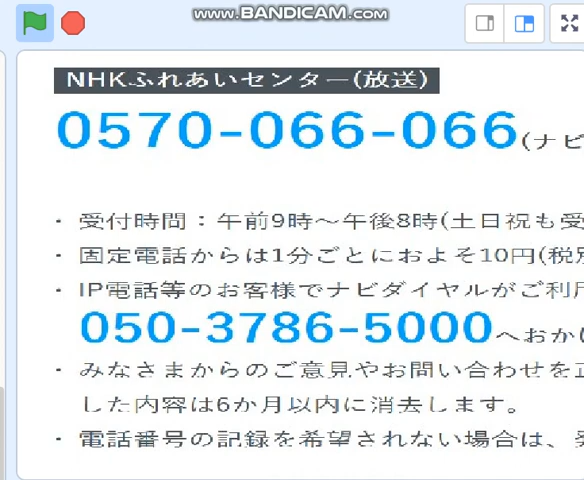 www.BANDICAM.com
NHKふれあいセンター(放送)
0570-066-066(ナビ
・ 受付時間：午前9時～午後8時(土日祝も受
・ 固定電話からは1分ごとにおよそ10円(税別
・ IP電話等のお客様でナビダイヤルがご利用
050-3786-5000へおかけ
・ みなさまからのご意見やお問い合わせを正
した内容は6か月以内に消去します。
・ 電話番号の記録を希望されない場合は、発